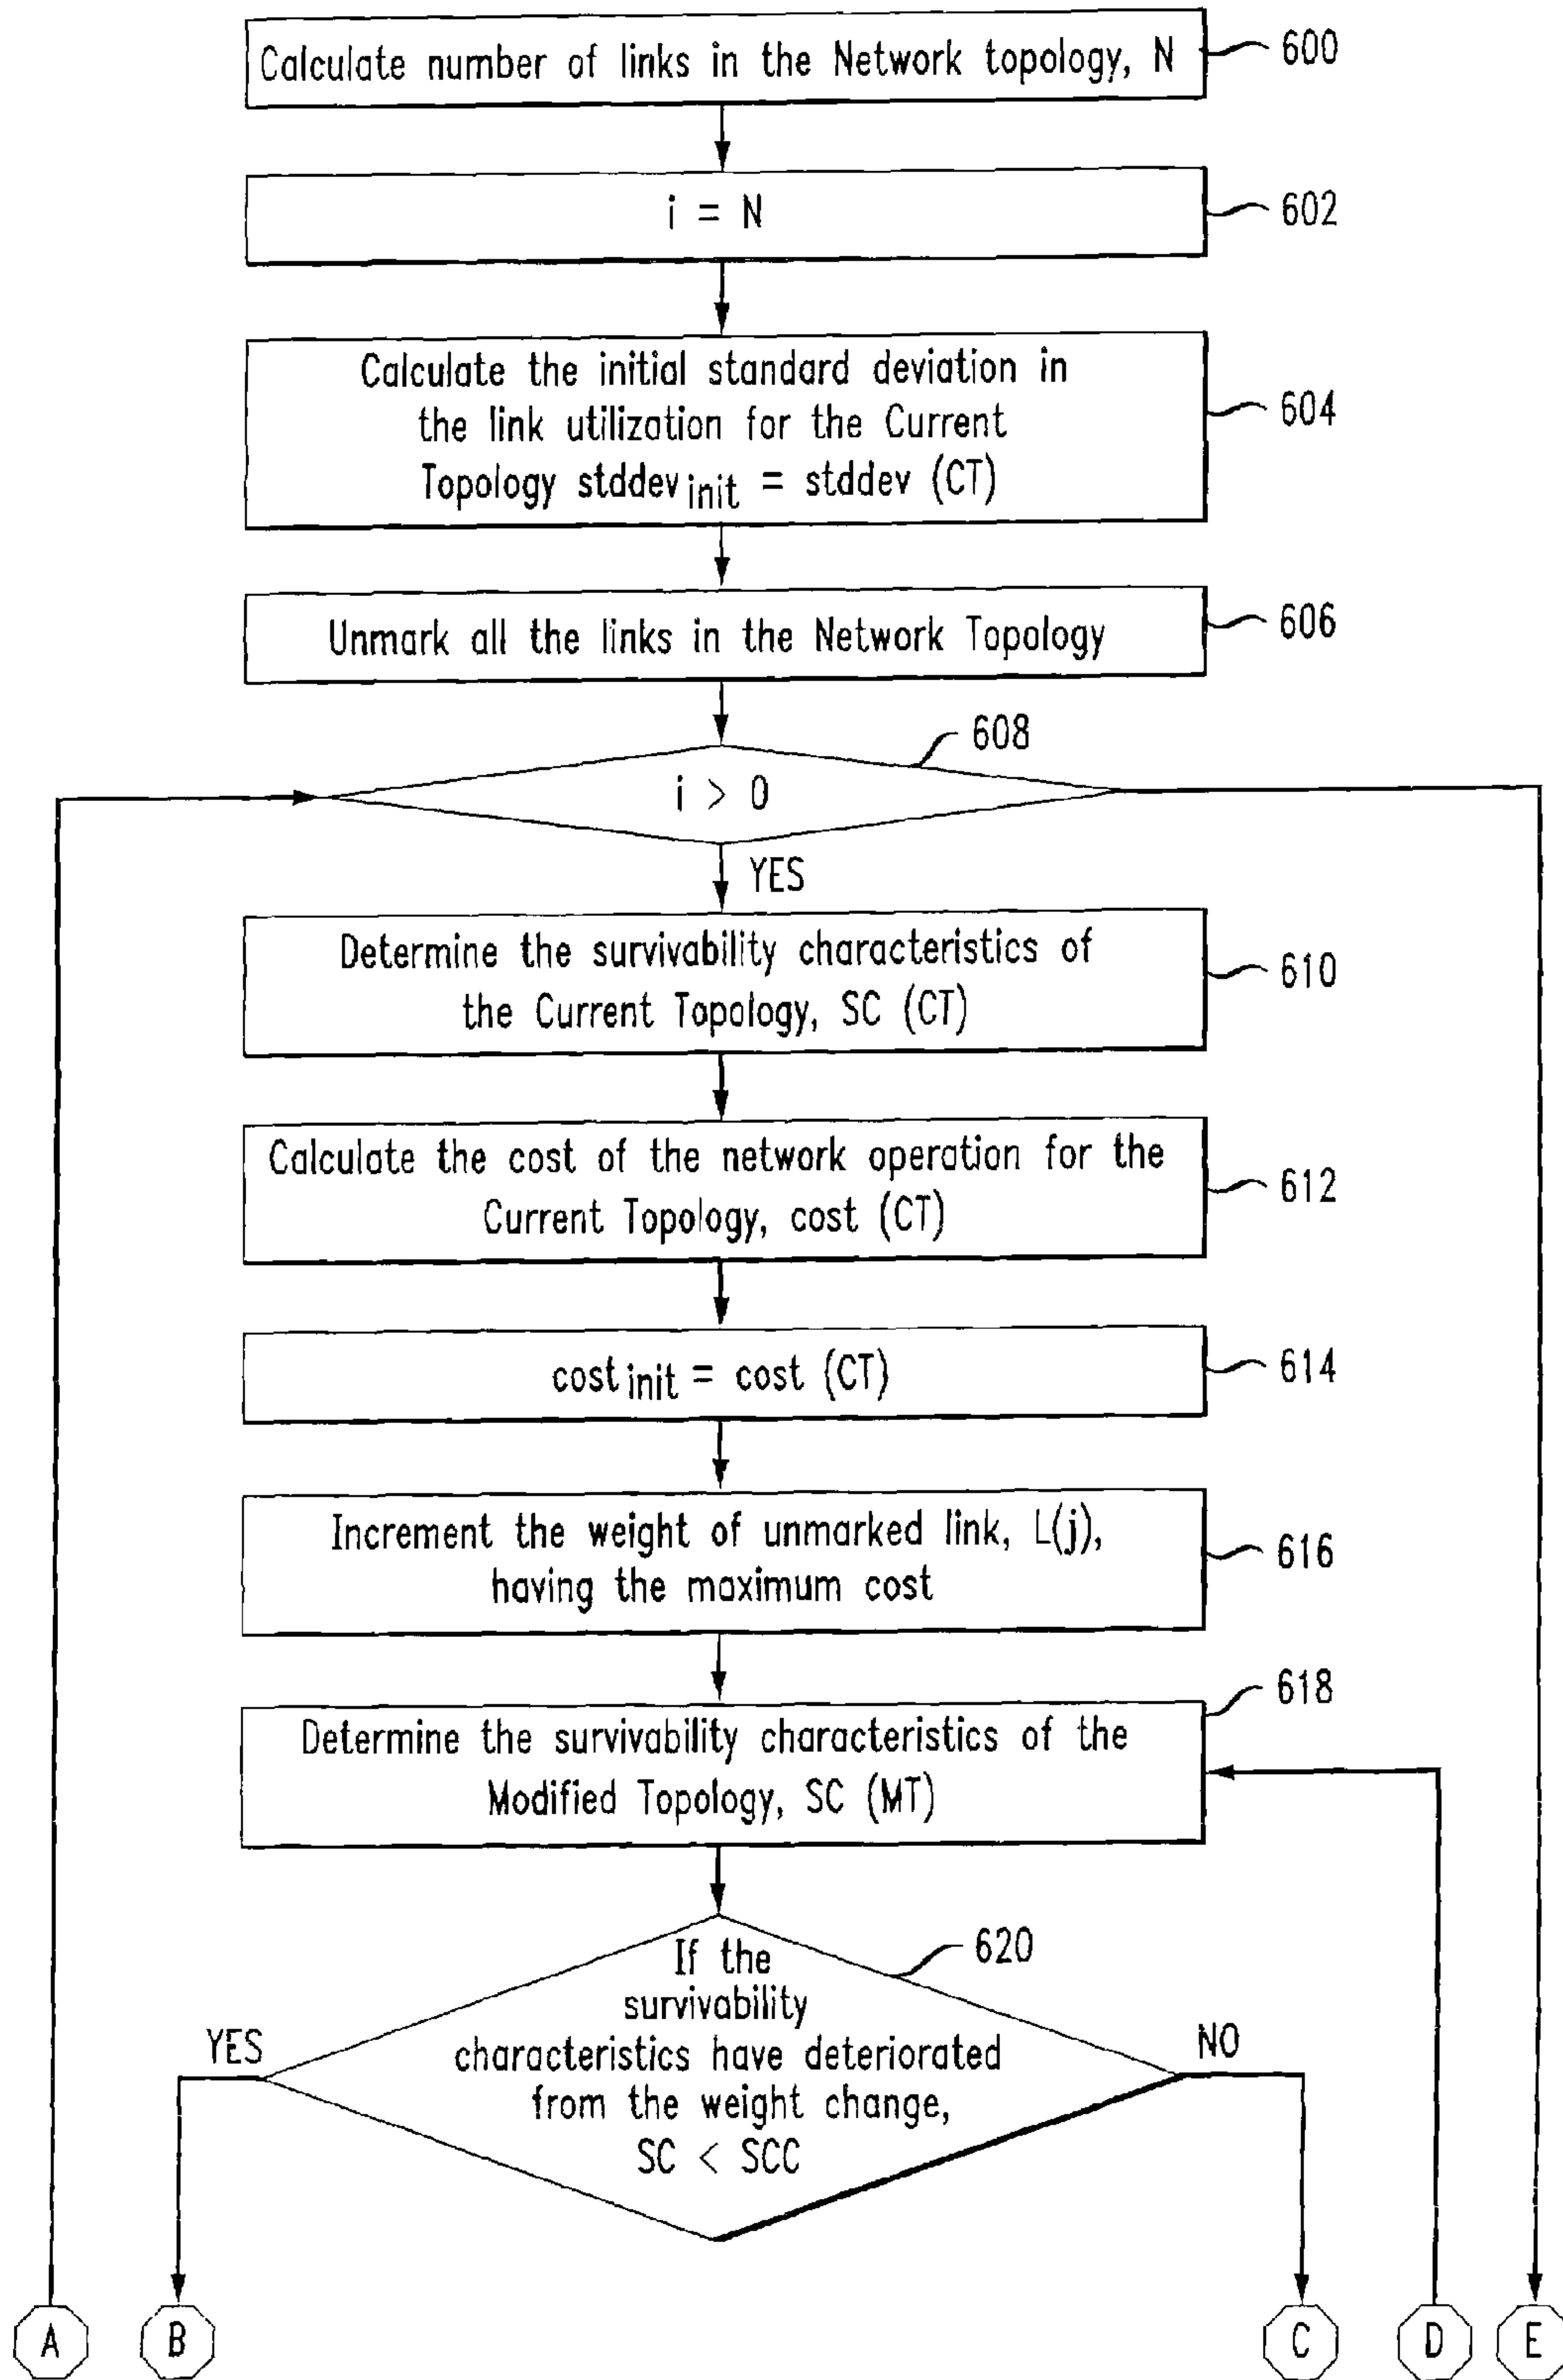 Calculate number of links in the Network topology, N
600
i = N
602
Calculate the initial standard deviation in
the link utilization for the Current
Topology stddev init = stddev (CT)
604
Unmark all the links in the Network Topology
606
608
i > 0
YES
Determine the survivability characteristics of
the Current Topology, SC (CT)
610
Calculate the cost of the network operation for the
Current Topology, cost (CT)
612
cost init = cost (CT)
614
Increment the weight of unmarked link, L(j),
having the maximum cost
616
618
Determine the survivability characteristics of the
Modified Topology, SC (MT)
620
If the
survivability
characteristics have deteriorated
from the weight change,
SC < SCC
YES
NO
A
B
C
D
E